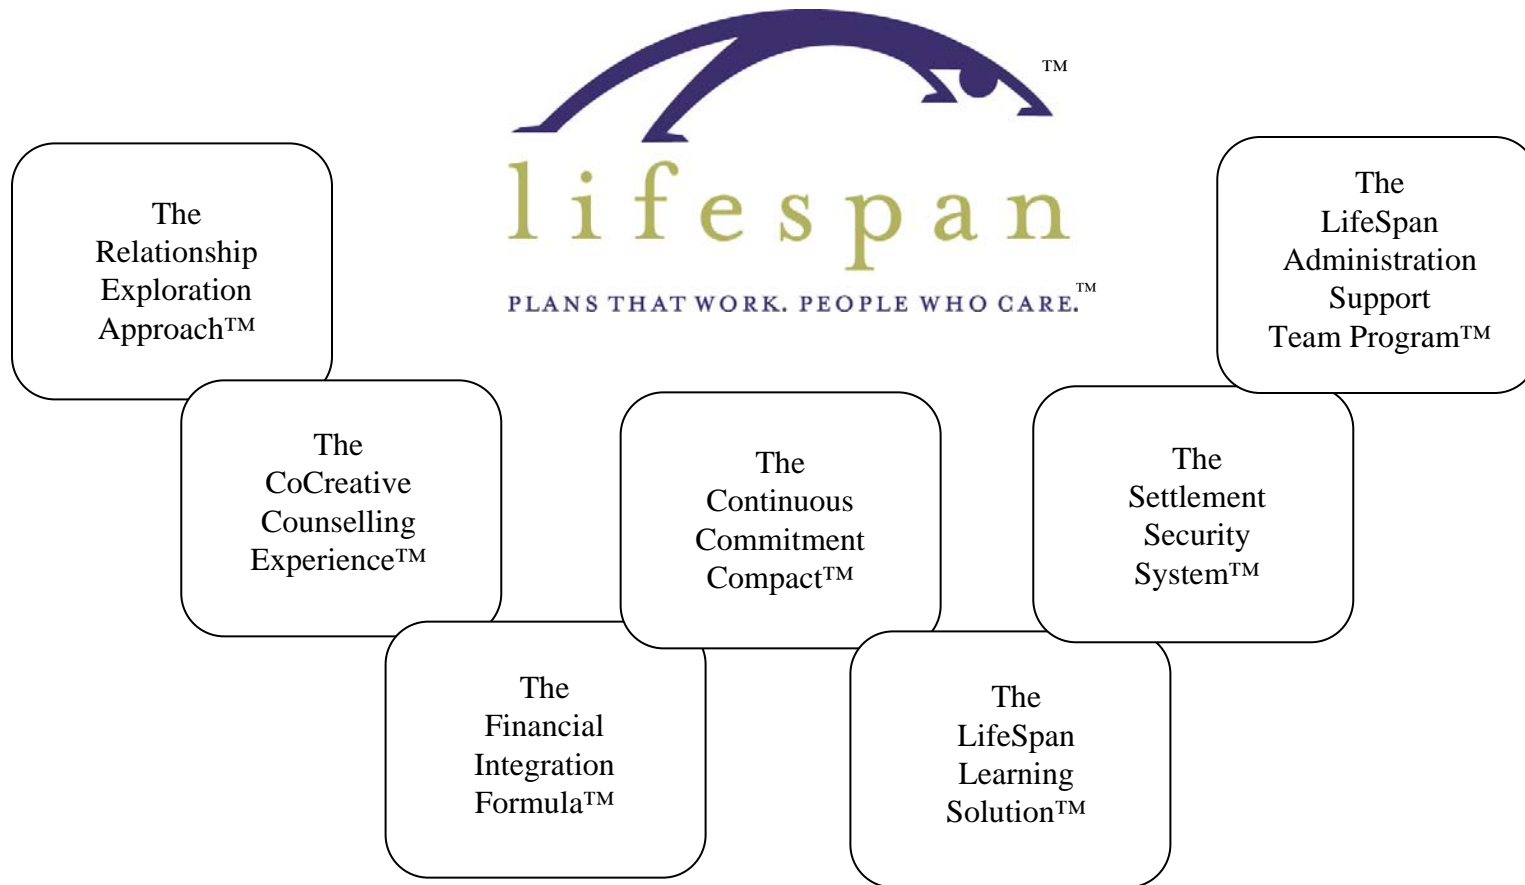 ™
lifespan
PLANS THAT WORK. PEOPLE WHO CARE.™
The
Relationship
Exploration
Approach™
The
CoCreative
Counselling
Experience™
The
Financial
Integration
Formula™
The
Continuous
Commitment
Compact™
The
LifeSpan
Learning
Solution™
The
Settlement
Security
System™
The
LifeSpan
Administration
Support
Team Program™